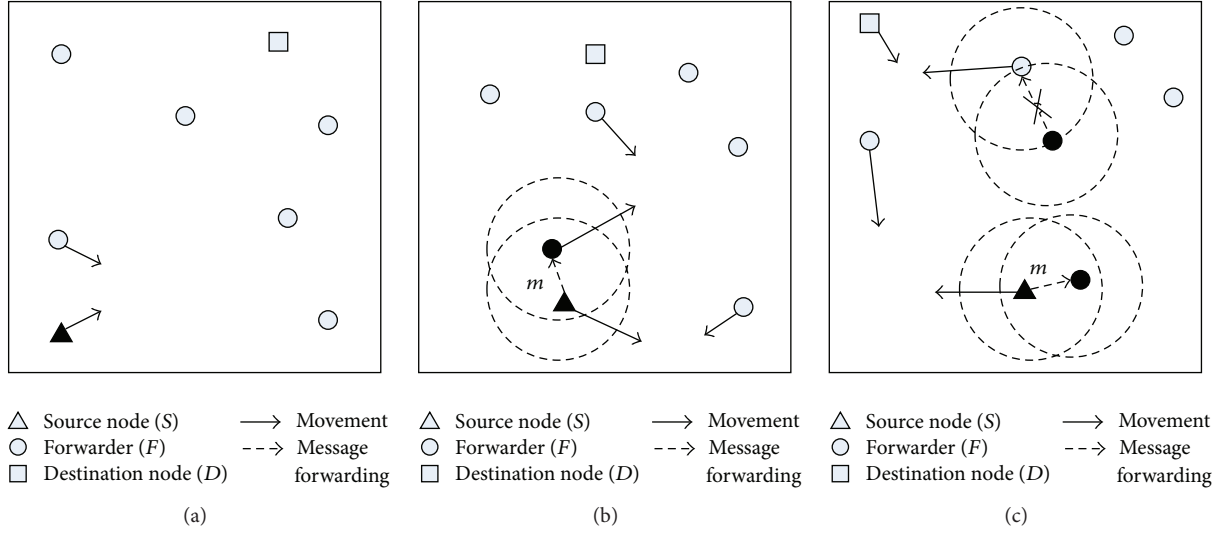 m
m
Source node (S)
Forwarder (F)
Destination node (D)
Movement
Message
forwarding
(a)
Source node (S)
Forwarder (F)
Destination node (D)
Movement
Message
forwarding
(b)
Source node (S)
Forwarder (F)
Destination node (D)
Movement
Message
forwarding
(c)